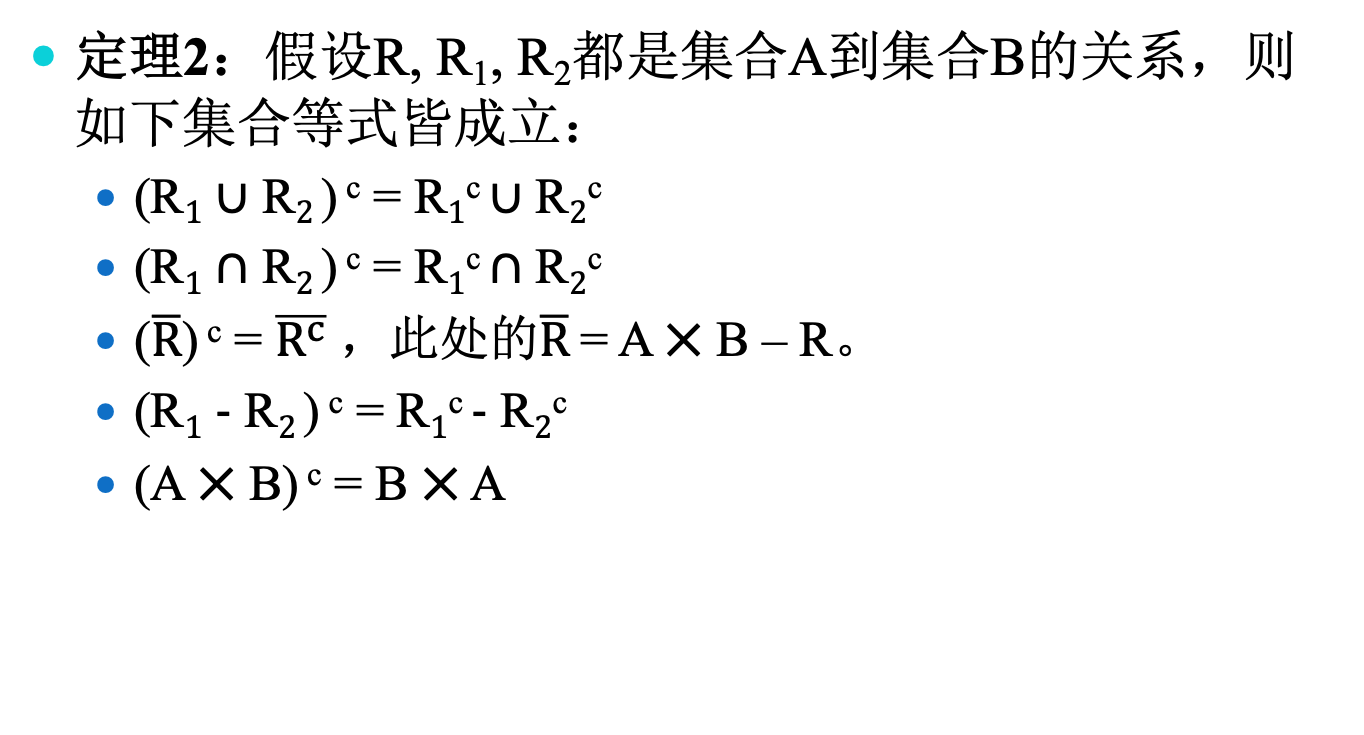 • 定理2：假设R, R₁, R₂都是集合A到集合B的关系，则
如下集合等式皆成立：
• (R₁ ∪ R₂) ᶜ = R₁ᶜ ∪ R₂ᶜ
• (R₁ ∩ R₂) ᶜ = R₁ᶜ ∩ R₂ᶜ
• (R̅) ᶜ = R̅ᶜ̅ ，此处的R̅ = A × B – R。
• (R₁ - R₂) ᶜ = R₁ᶜ - R₂ᶜ
• (A × B) ᶜ = B × A